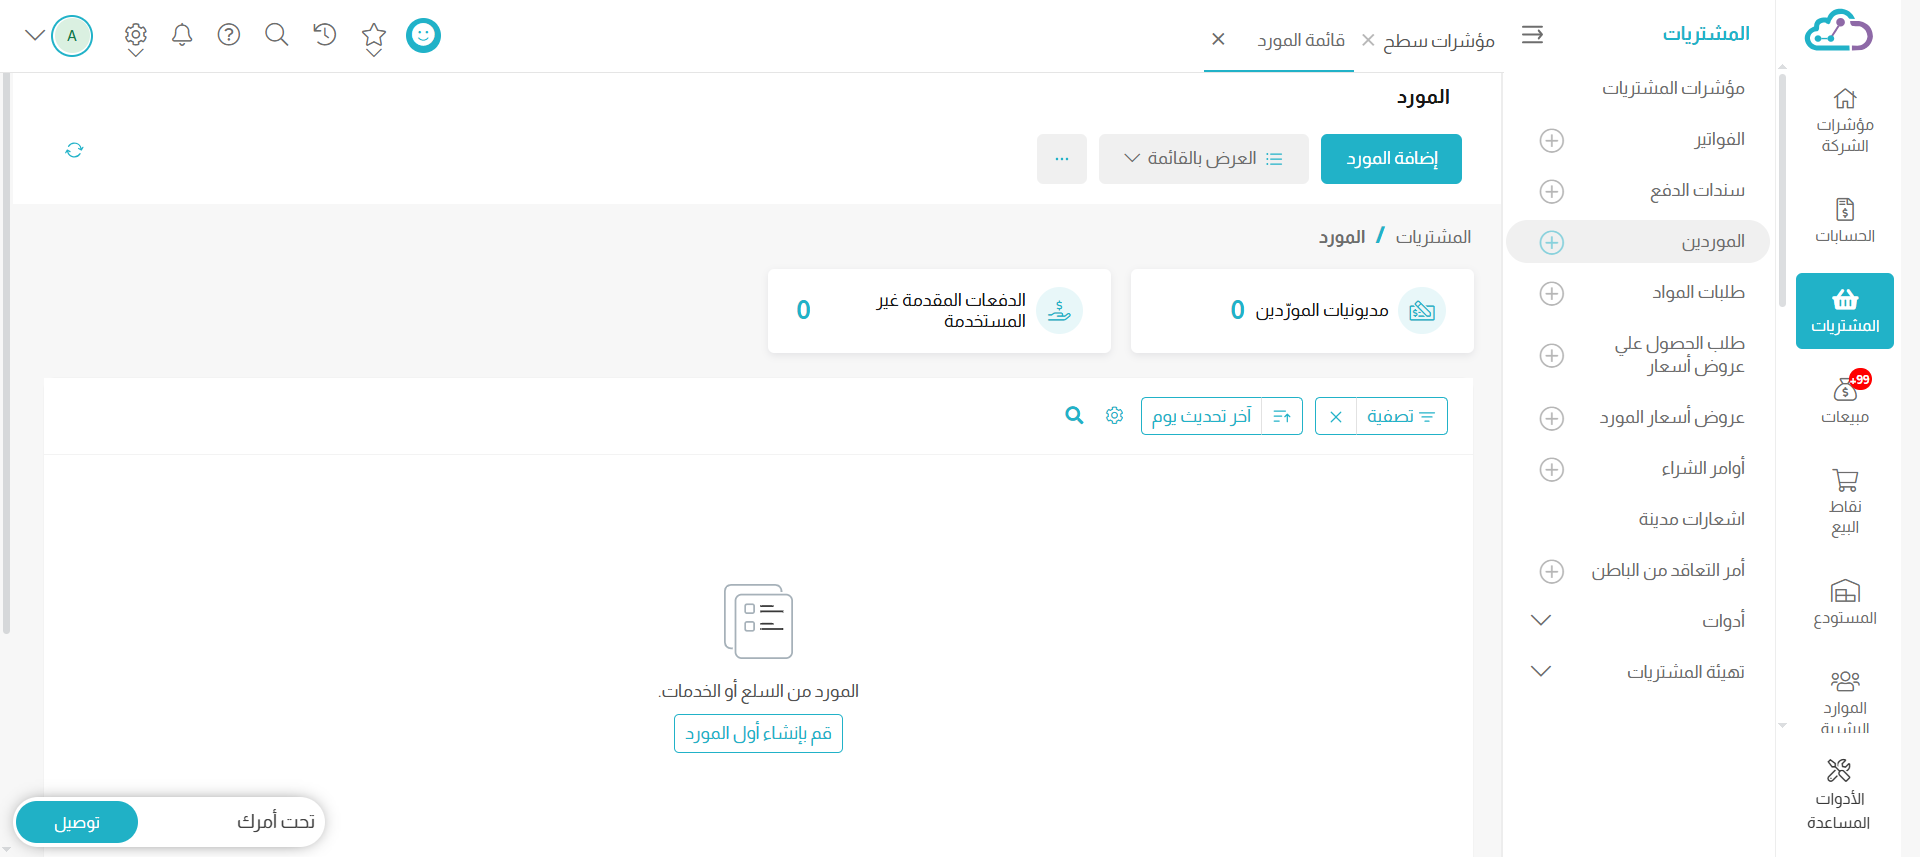 مؤشرات
الشركة
الحسابات
المشتريات
99+
مبيعات
نقاط
البيع
المستودع
الموارد
البشرية
الأدوات
المساعدة
المشتريات
مؤشرات المشتريات
الفواتير
سندات الدفع
الموردين
طلبات المواد
طلب الحصول علي
عروض أسعار
عروض أسعار المورد
أوامر الشراء
اشعارات مدينة
أمر التعاقد من الباطن
أدوات
تهيئة المشتريات
مؤشرات سطح
قائمة المورد
A
المورد
إضافة المورد
العرض بالقائمة
...
المشتريات / المورد
مديونيات المورّدين 0
الدفعات المقدمة غير
المستخدمة
0
تصفية
آخر تحديث يوم
المورد من السلع أو الخدمات.
قم بإنشاء أول المورد
تحت أمرك
توصيل